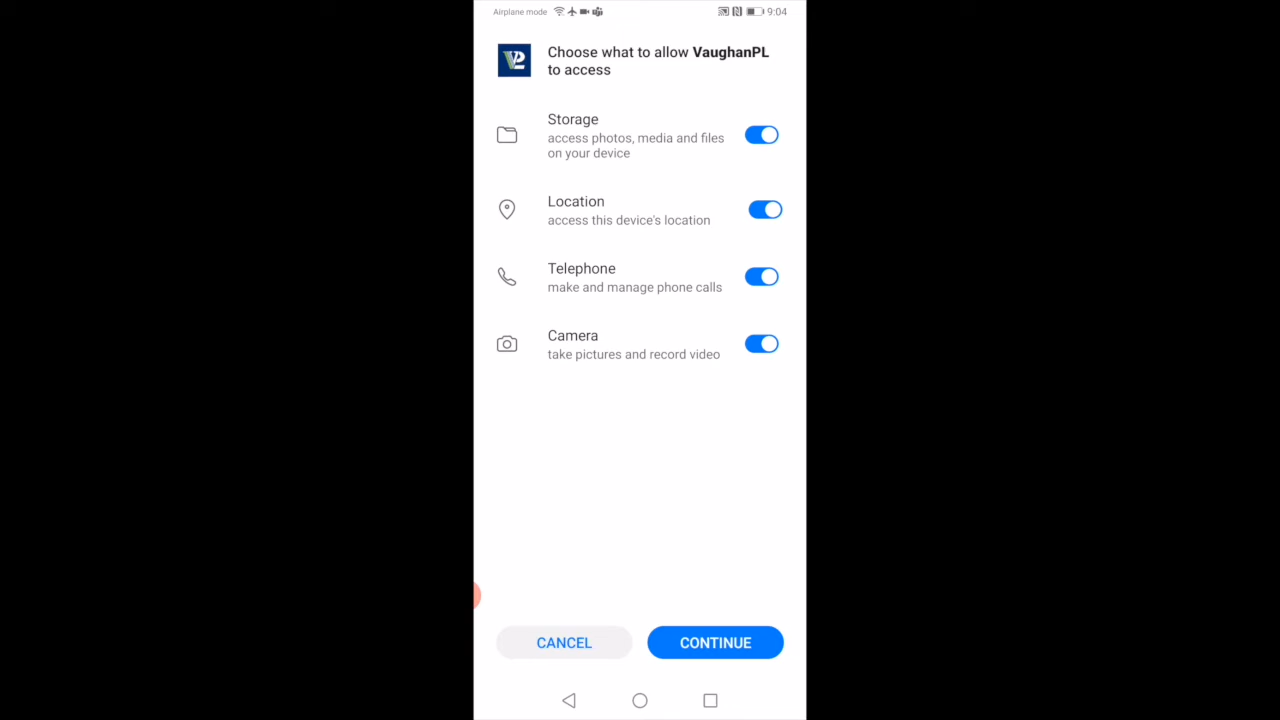 Airplane mode 9:04
VPL
Choose what to allow VaughanPL
to access
Storage
access photos, media and files
on your device
Location
access this device's location
Telephone
make and manage phone calls
Camera
take pictures and record video
CANCEL CONTINUE